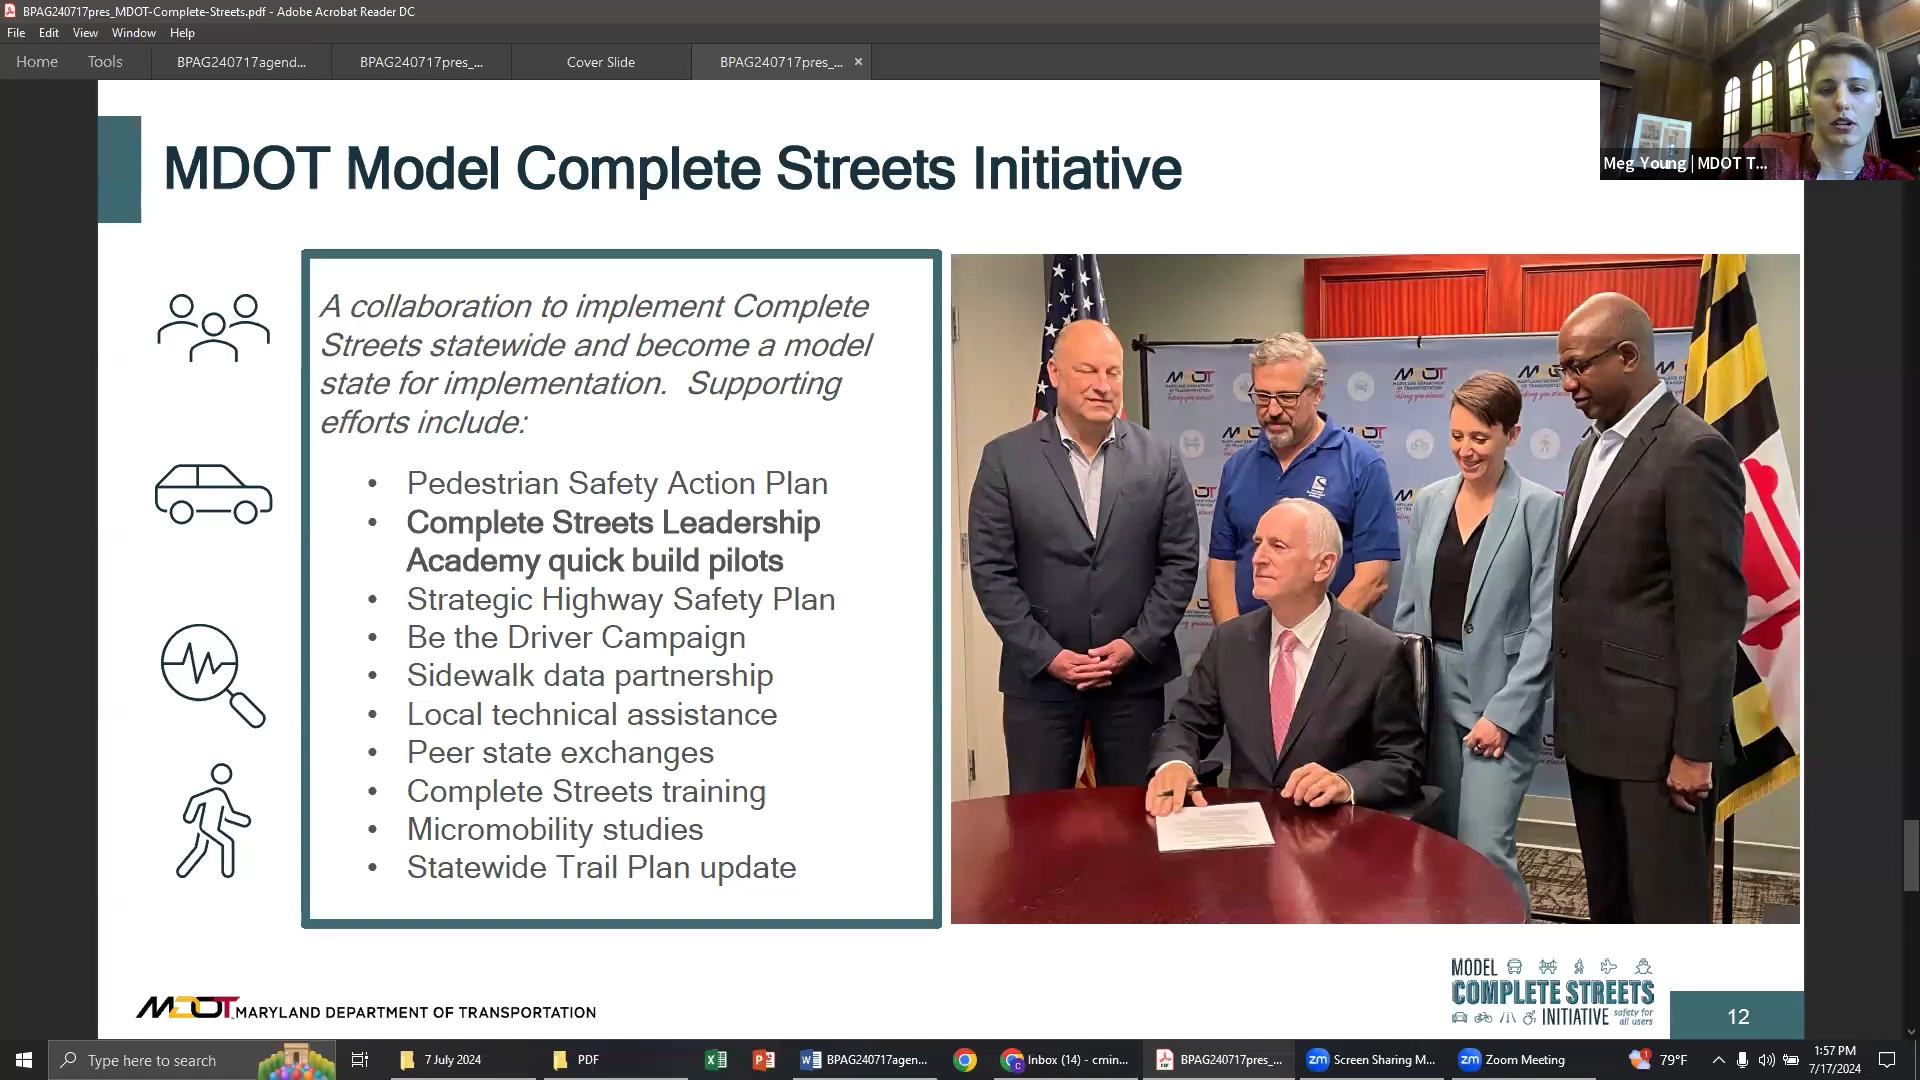 BPAG240717pres_MDOT-Complete-Streets.pdf - Adobe Acrobat Reader DC
File Edit View Window Help
Home Tools BPAG240717agend... BPAG240717pres_... Cover Slide BPAG240717pres_... ×
Meg Young | MDOT T...
MDOT Model Complete Streets Initiative
A collaboration to implement Complete
Streets statewide and become a model
state for implementation. Supporting
efforts include:
• Pedestrian Safety Action Plan
• Complete Streets Leadership
Academy quick build pilots
• Strategic Highway Safety Plan
• Be the Driver Campaign
• Sidewalk data partnership
• Local technical assistance
• Peer state exchanges
• Complete Streets training
• Micromobility studies
• Statewide Trail Plan update
MDOT MARYLAND DEPARTMENT OF TRANSPORTATION
MODEL
COMPLETE STREETS
INITIATIVE safety for
all users
12
Type here to search 7 July 2024 PDF BPAG240717agen... Inbox (14) - cmin... BPAG240717pres_... Screen Sharing M... Zoom Meeting 79°F 1:57 PM
7/17/2024